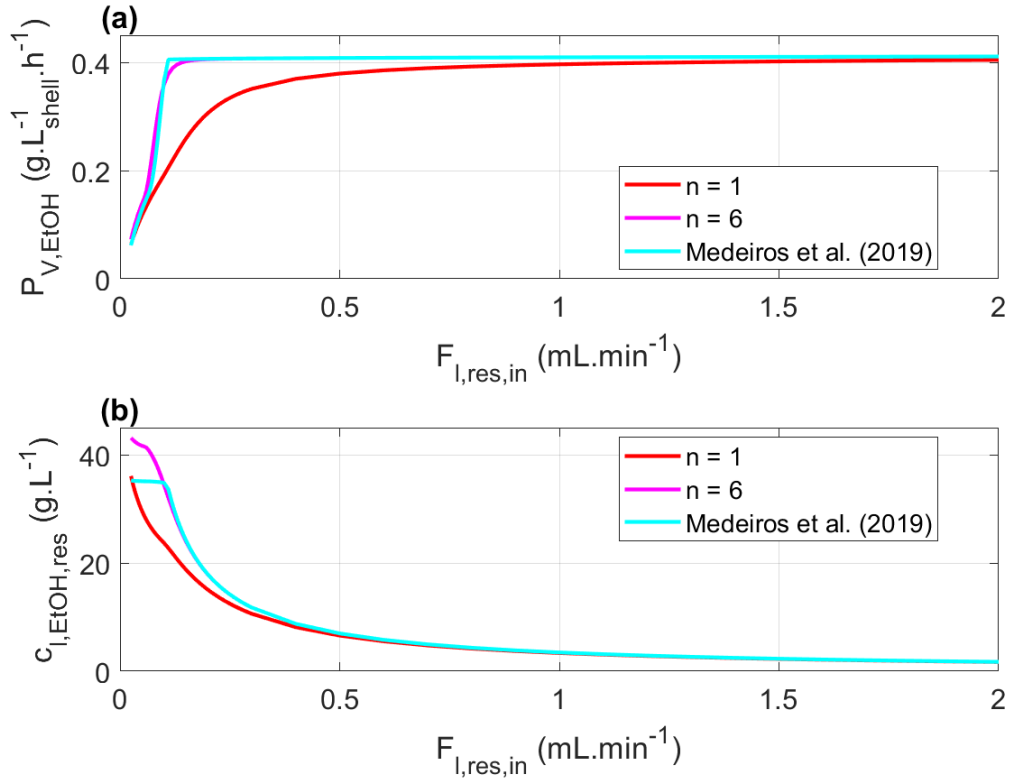 (a)
P_V,EtOH (g.L^-1_shell.h^-1)
0.4
0.2
0
n = 1
n = 6
Medeiros et al. (2019)
0 0.5 1 1.5 2
F_l,res,in (mL.min^-1)
(b)
c_l,EtOH,res (g.L^-1)
40
20
0
n = 1
n = 6
Medeiros et al. (2019)
0 0.5 1 1.5 2
F_l,res,in (mL.min^-1)